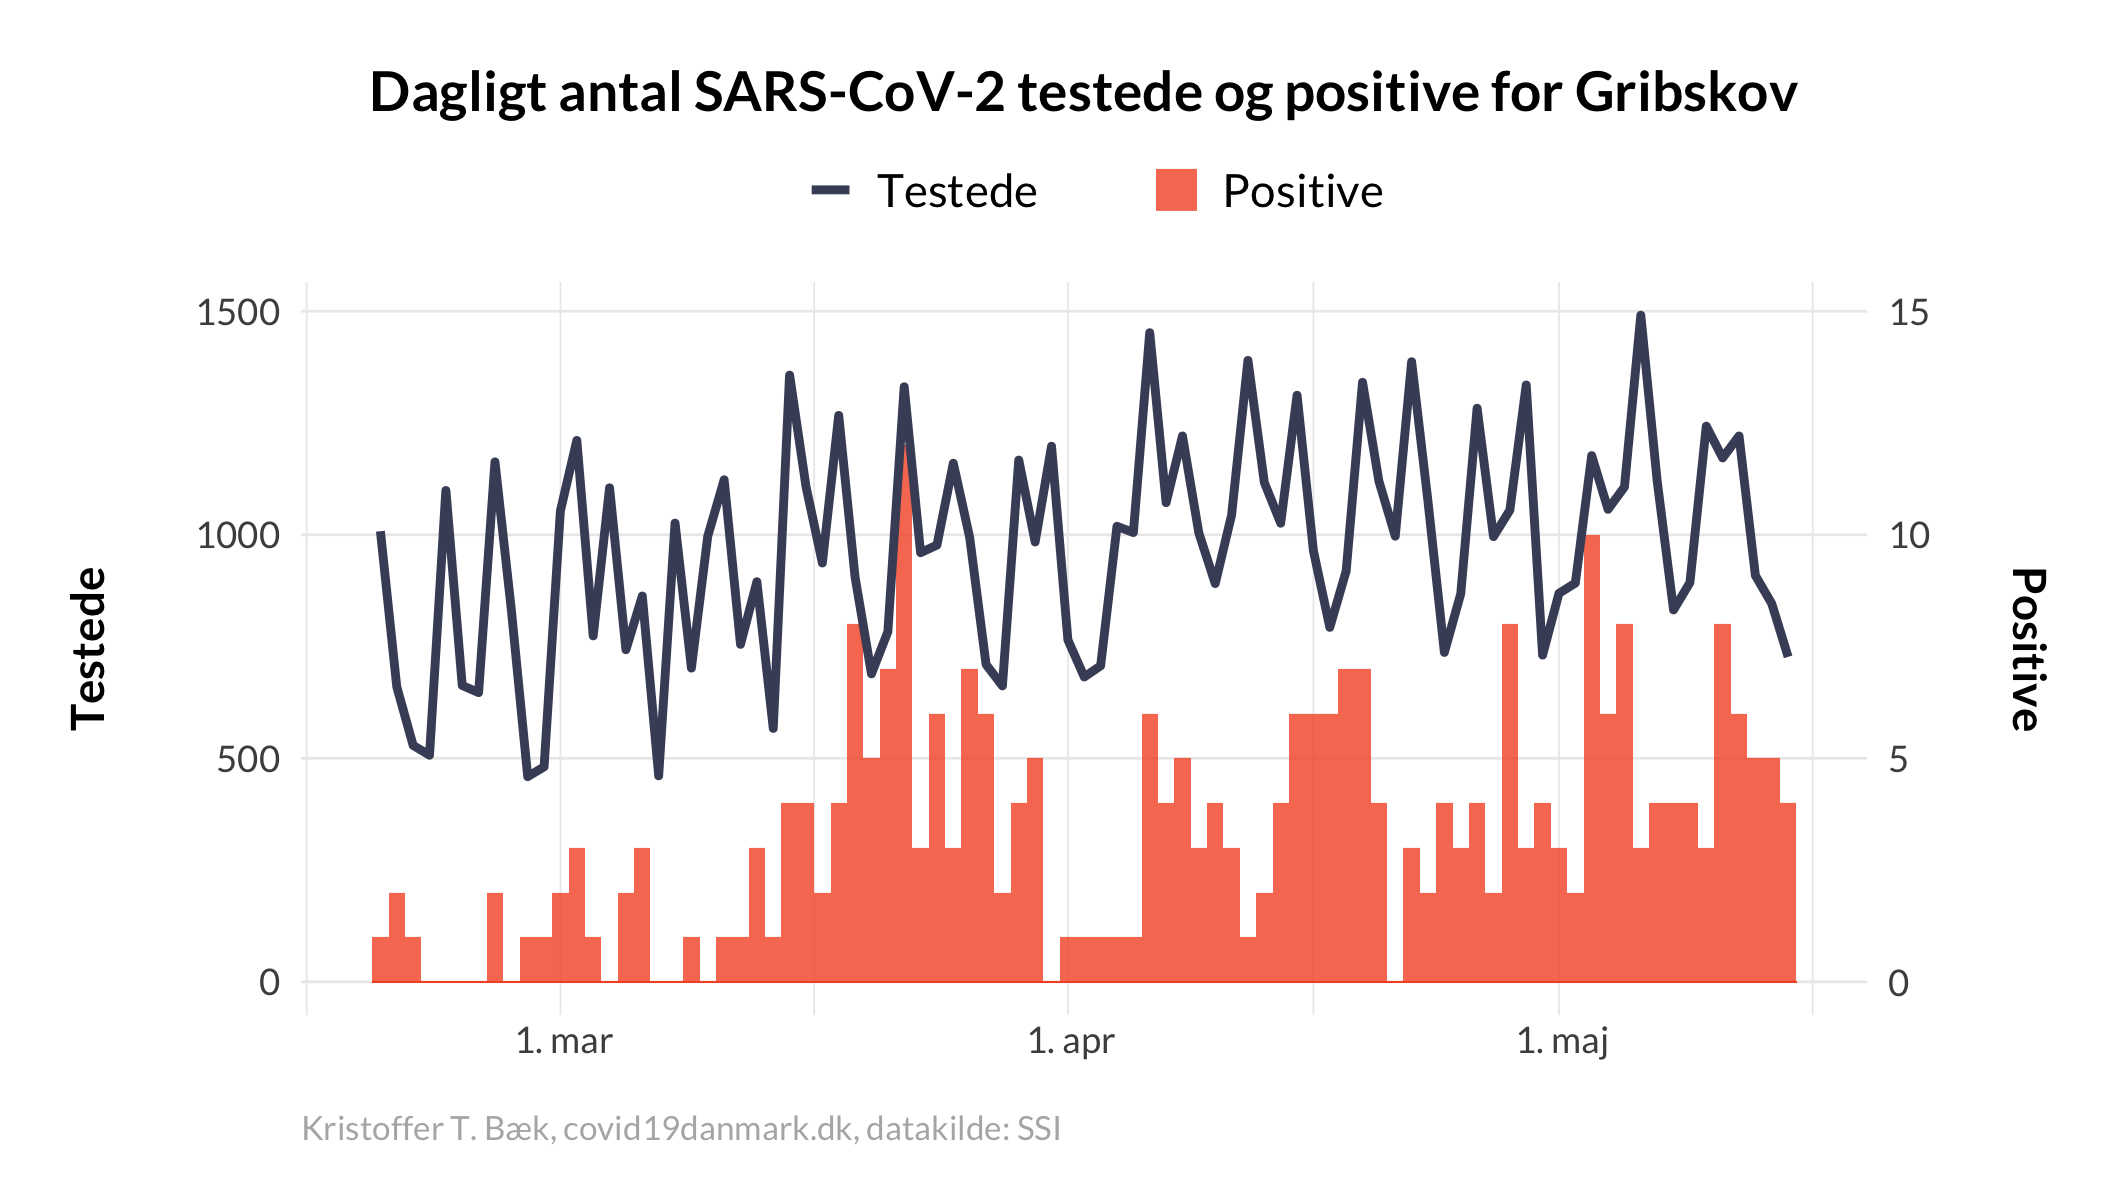 Dagligt antal SARS-CoV-2 testede og positive for Gribskov
Testede
Positive
1500
1000
500
0
Testede
15
10
5
0
Positive
1. mar
1. apr
1. maj
Kristoffer T. Bæk, covid19danmark.dk, datakilde: SSI